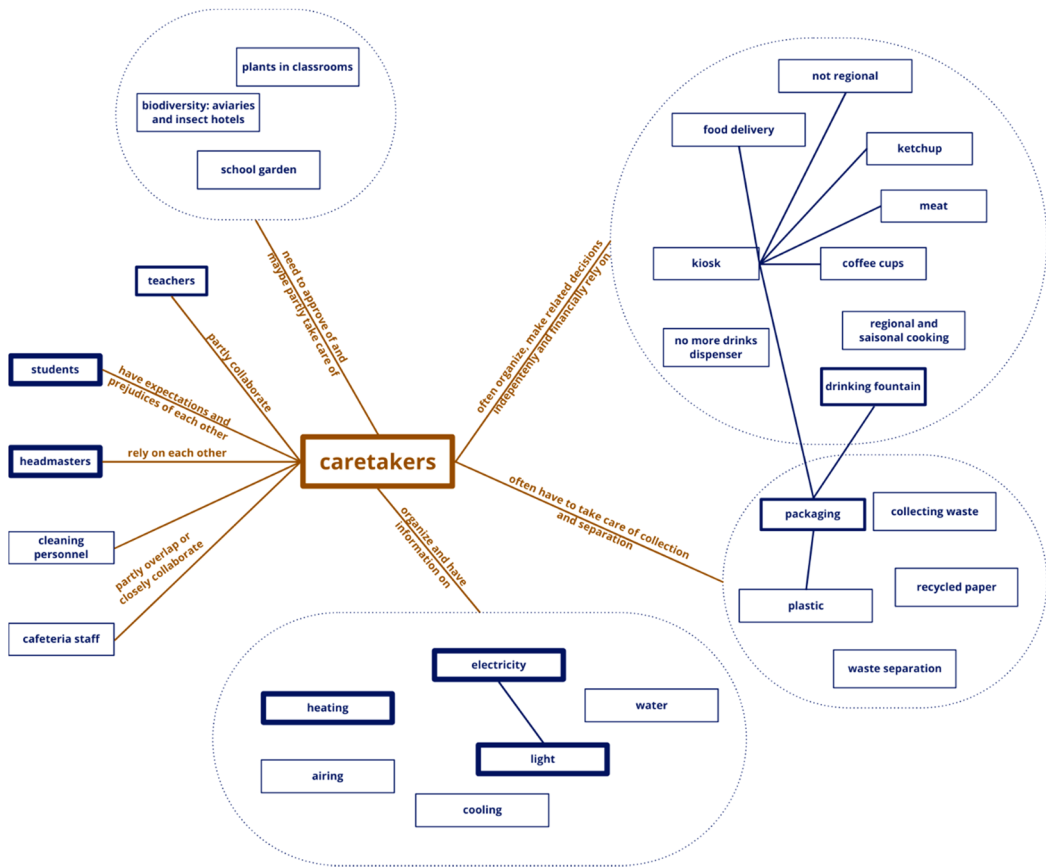 plants in classrooms
biodiversity: aviaries
and insect hotels
school garden
need to approve of and
maybe partly take care of
teachers
partly collaborate
students
have expectations and
prejudices of each other
headmasters
rely on each other
caretakers
cleaning
personnel
partly overlap or
closely collaborate
cafeteria staff
often organize, make related decisions
indepentenly and financially rely on
not regional
food delivery
ketchup
meat
kiosk
coffee cups
no more drinks
dispenser
regional and
saisonal cooking
drinking fountain
often have to take care of collection
and separation
packaging
collecting waste
plastic
recycled paper
waste separation
organize and have
information on
electricity
heating
water
light
airing
cooling